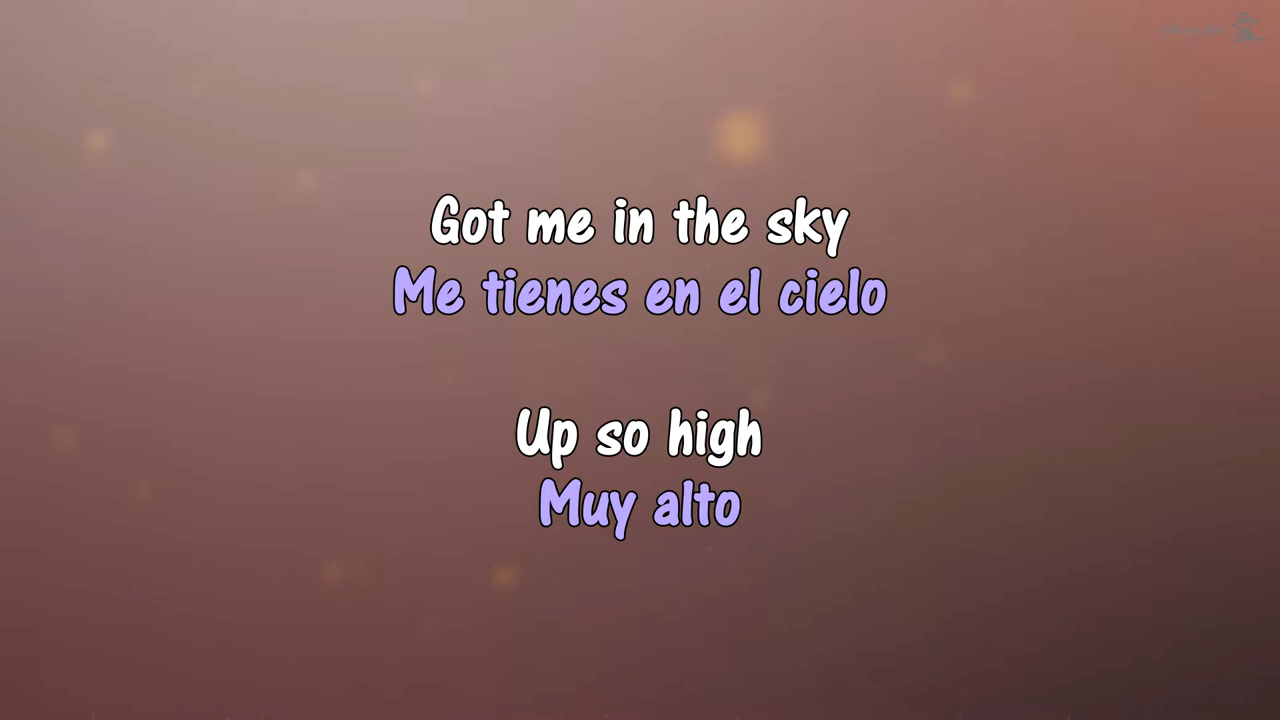 Got me in the sky
Me tienes en el cielo
Up so high
Muy alto